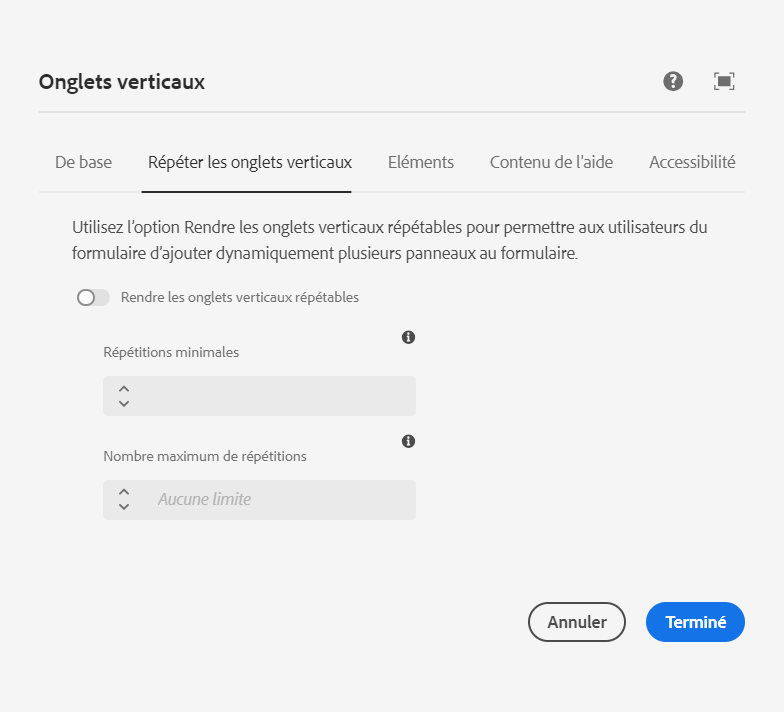 Onglets verticaux
De base
Répéter les onglets verticaux
Eléments
Contenu de l'aide
Accessibilité
Utilisez l’option Rendre les onglets verticaux répétables pour permettre aux utilisateurs du
formulaire d’ajouter dynamiquement plusieurs panneaux au formulaire.
Rendre les onglets verticaux répétables
Répétitions minimales
Nombre maximum de répétitions
Aucune limite
Annuler
Terminé